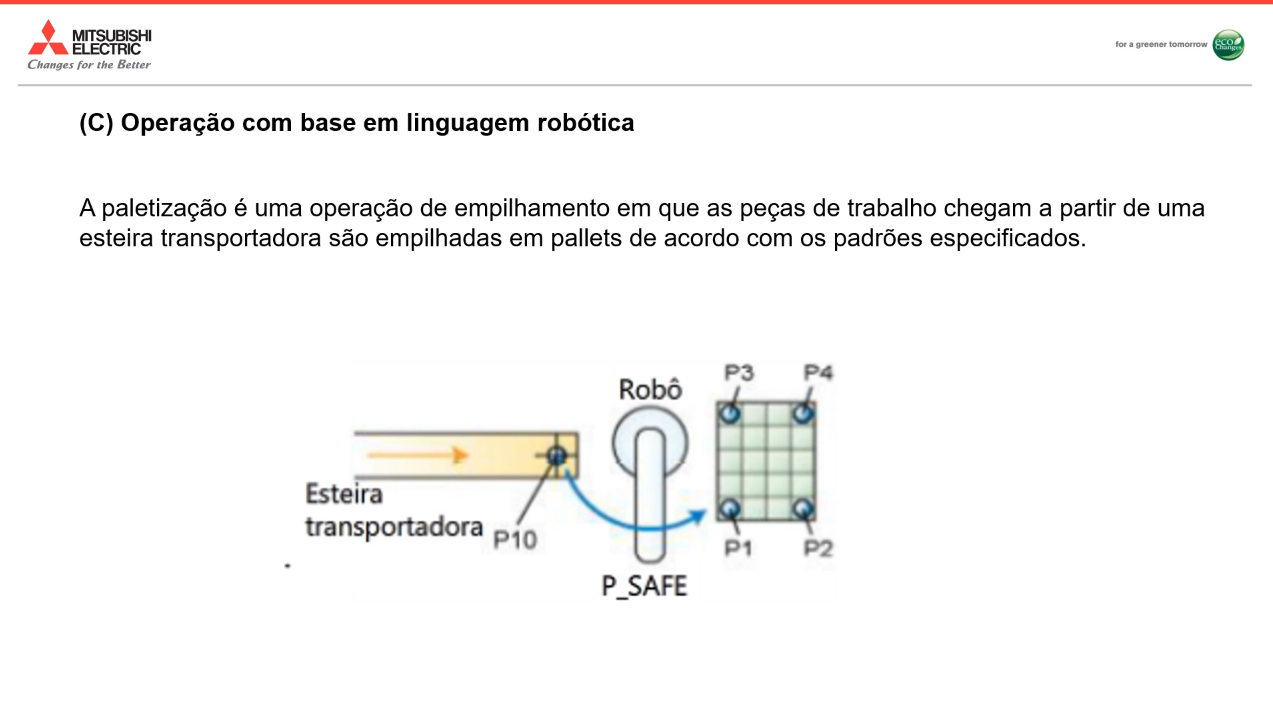 MITSUBISHI
ELECTRIC
Changes for the Better
for a greener tomorrow
eco
Changes
(C) Operação com base em linguagem robótica
A paletização é uma operação de empilhamento em que as peças de trabalho chegam a partir de uma
esteira transportadora são empilhadas em pallets de acordo com os padrões especificados.
P3 P4
Robô
Esteira
transportadora
P10
P1 P2
P_SAFE